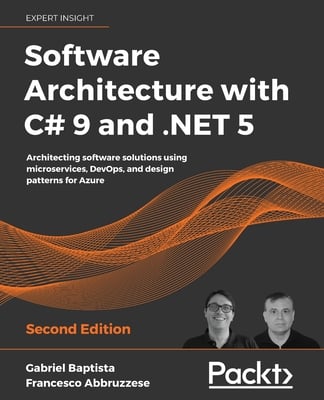 EXPERT INSIGHT
Software
Architecture with
C# 9 and .NET 5
Architecting software solutions using
microservices, DevOps, and design
patterns for Azure
Second Edition
Gabriel Baptista
Francesco Abbruzzese
Packt>